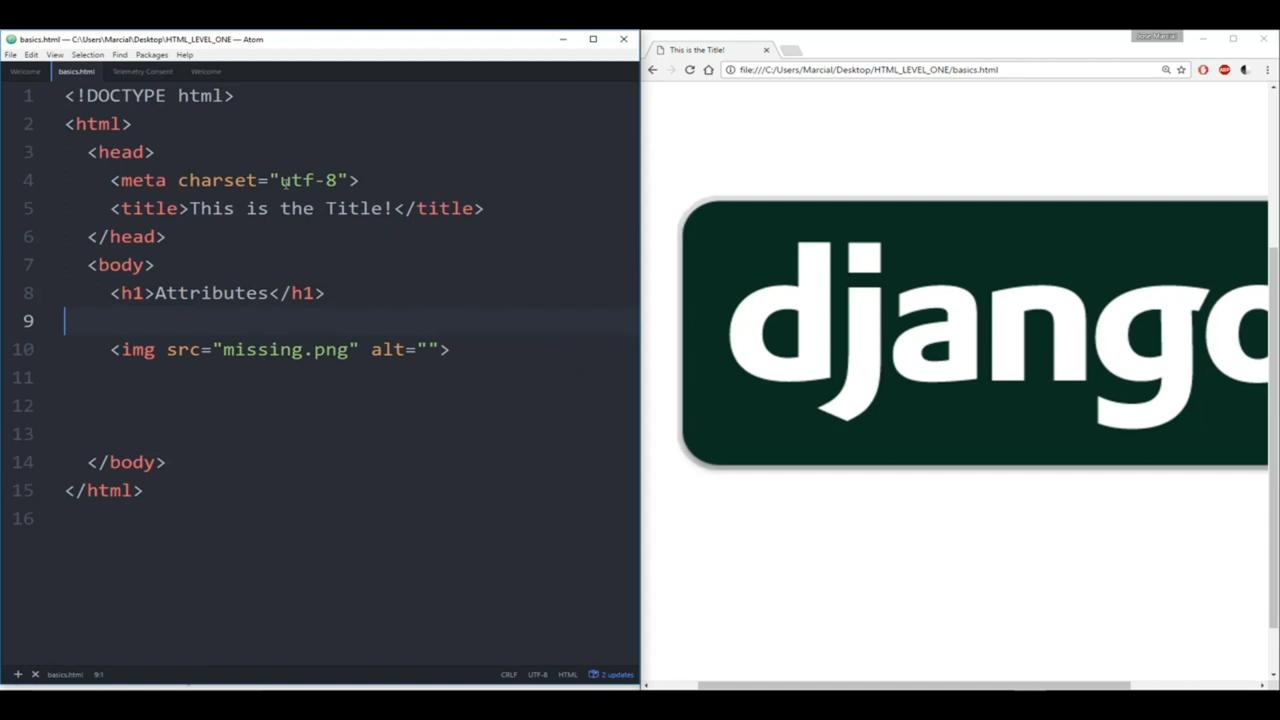 basics.html — C:\Users\Marcial\Desktop\HTML_LEVEL_ONE — Atom
File Edit View Selection Find Packages Help
Welcome basics.html Telemetry Consent Welcome
1 <!DOCTYPE html>
2 <html>
3 <head>
4 <meta charset="utf-8">
5 <title>This is the Title!</title>
6 </head>
7 <body>
8 <h1>Attributes</h1>
9
10 <img src="missing.png" alt="">
11
12
13
14 </body>
15 </html>
16
+ × basics.html 9:1 CRLF UTF-8 HTML 2 updates
Jose Marcial
This is the Title!
file:///C:/Users/Marcial/Desktop/HTML_LEVEL_ONE/basics.html
ABP
django